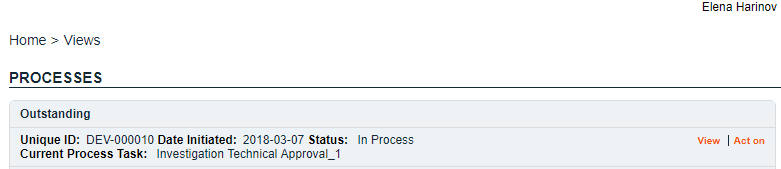 Elena Harinov
Home > Views
PROCESSES
Outstanding
Unique ID: DEV-000010 Date Initiated: 2018-03-07 Status: In Process View | Act on
Current Process Task: Investigation Technical Approval_1